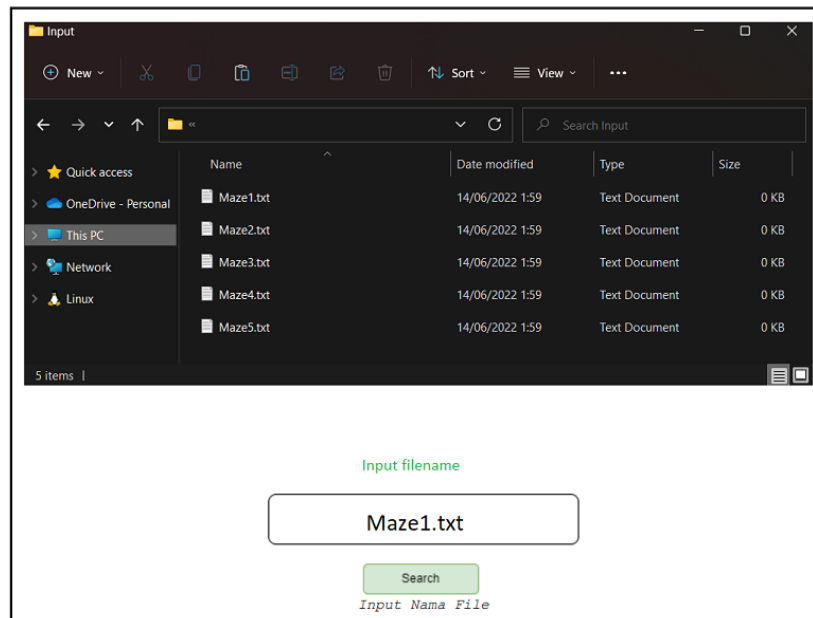 Input
New
Sort
View
•••
«
Search Input
Name Date modified Type Size
Quick access
OneDrive - Personal
This PC
Network
Linux
Maze1.txt 14/06/2022 1:59 Text Document 0 KB
Maze2.txt 14/06/2022 1:59 Text Document 0 KB
Maze3.txt 14/06/2022 1:59 Text Document 0 KB
Maze4.txt 14/06/2022 1:59 Text Document 0 KB
Maze5.txt 14/06/2022 1:59 Text Document 0 KB
5 items
Input filename
Maze1.txt
Search
Input Nama File